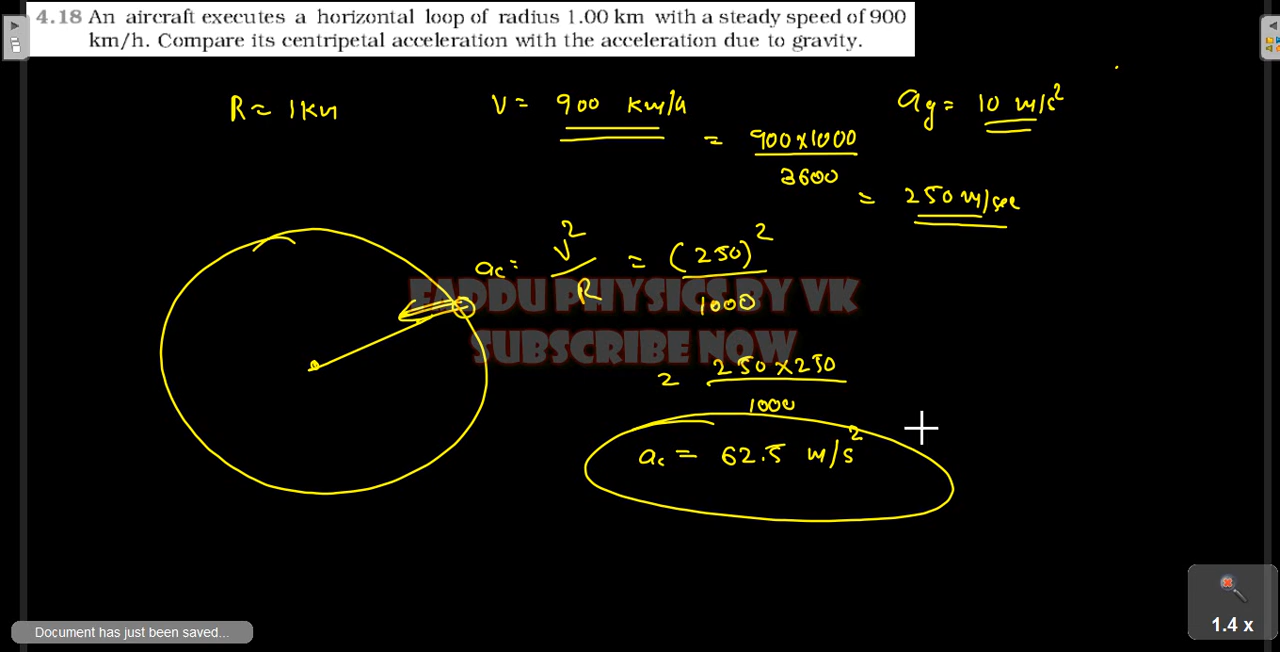 4.18 An aircraft executes a horizontal loop of radius 1.00 km with a steady speed of 900
km/h. Compare its centripetal acceleration with the acceleration due to gravity.
R = 1 km
V = 900 km/h
ag = 10 m/s²
= 900×1000
3600
= 250 m/sec
ac = V² / R = (250)² / 1000
FADDU PHYSICS BY VK
SUBSCRIBE NOW
= 250×250
1000
ac = 62.5 m/s²
Document has just been saved...
1.4 x